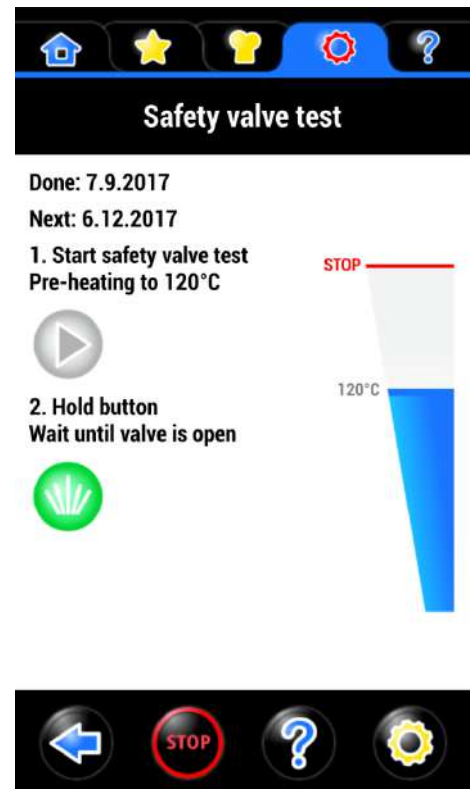 Safety valve test
Done: 7.9.2017
Next: 6.12.2017
1. Start safety valve test
Pre-heating to 120°C
STOP
120°C
2. Hold button
Wait until valve is open
STOP